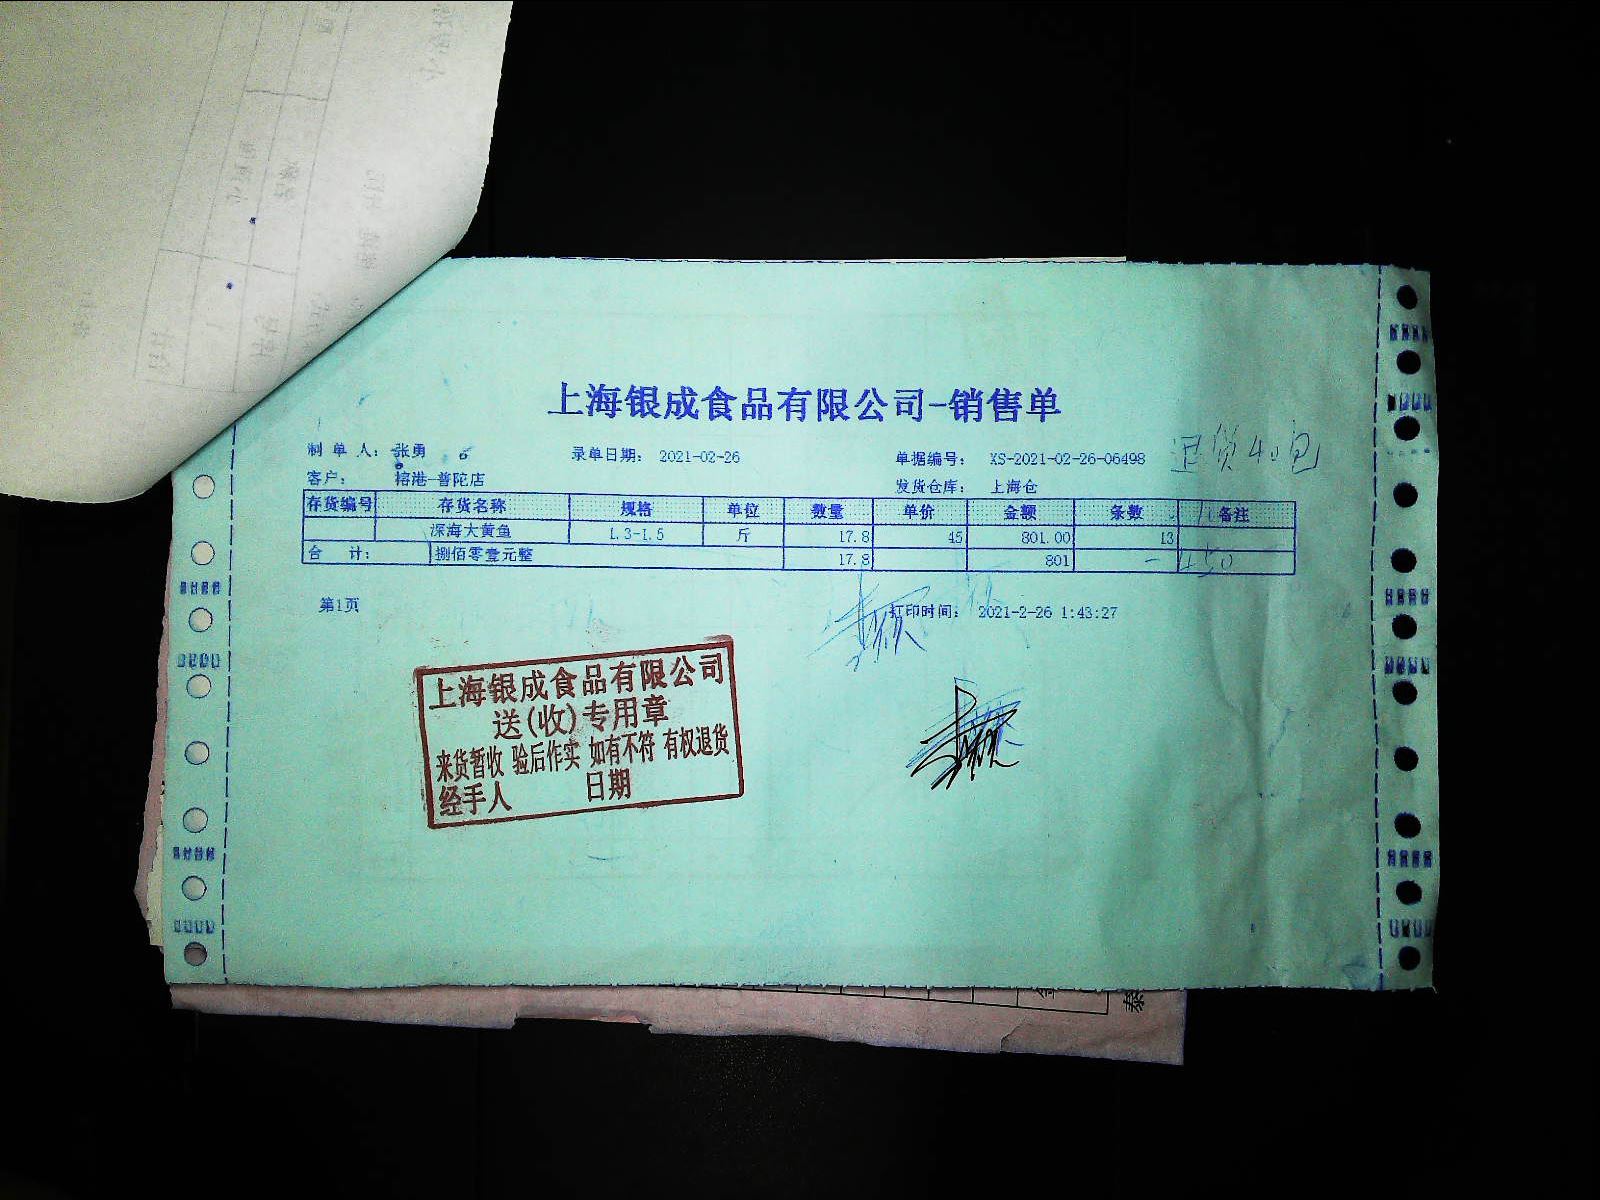 上海银成食品有限公司-销售单
制 单 人: 张勇 录单日期: 2021-02-26 单据编号: XS-2021-02-26-06498
退货4小包
客户: 榕港-普陀店 发货仓库: 上海仓
存货编号 存货名称 规格 单位 数量 单价 金额 条数 备注
深海大黄鱼 1.3-1.5 斤 17.8 45 801.00 13
合 计: 捌佰零壹元整 17.8 801
第1页 打印时间: 2021-2-26 1:43:27
上海银成食品有限公司
送(收)专用章
来货暂收 验后作实 如有不符 有权退货
经手人 日期